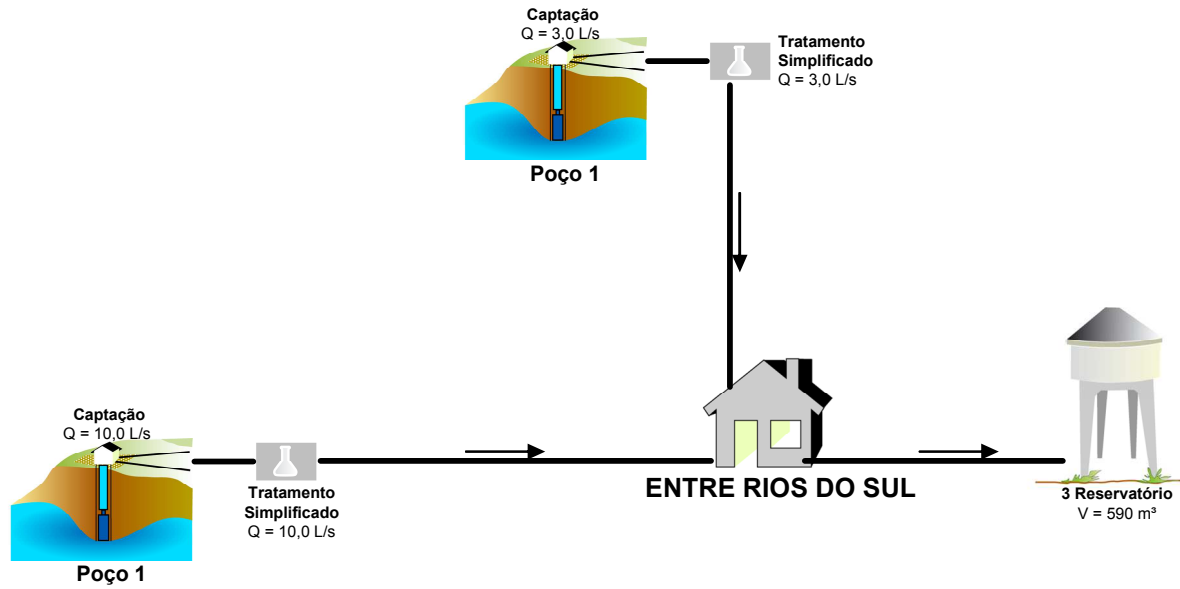 Captação
Q = 3,0 L/s
Tratamento
Simplificado
Q = 3,0 L/s
Poço 1
Captação
Q = 10,0 L/s
Tratamento
Simplificado
Q = 10,0 L/s
Poço 1
ENTRE RIOS DO SUL
3 Reservatório
V = 590 m³